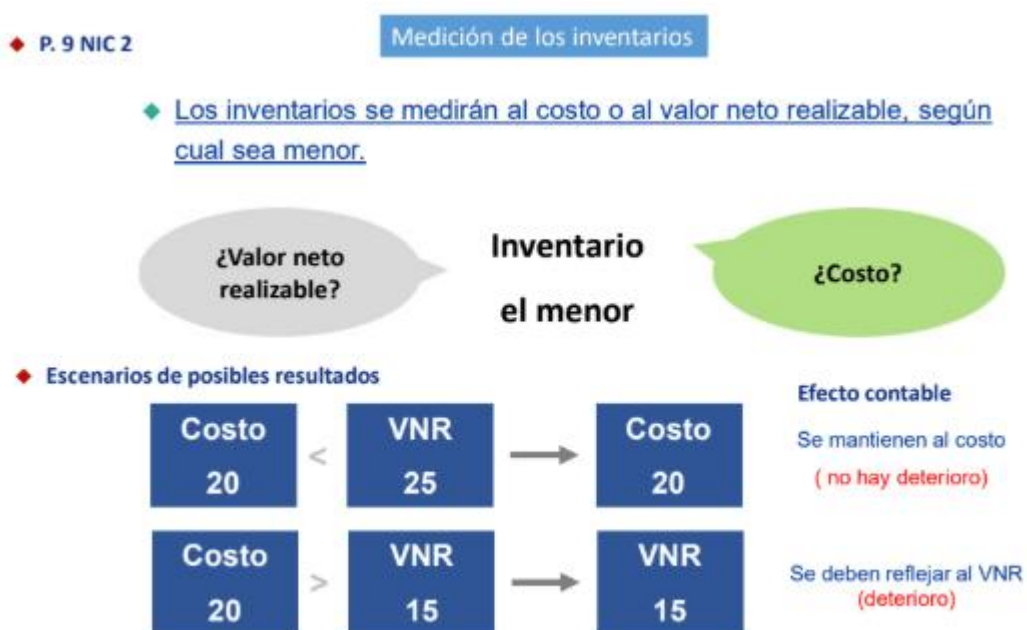 P. 9 NIC 2
Medición de los inventarios
Los inventarios se medirán al costo o al valor neto realizable, según
cual sea menor.
¿Valor neto
realizable?
Inventario
el menor
¿Costo?
Escenarios de posibles resultados
Efecto contable
Costo
20
<
VNR
25
Costo
20
Se mantienen al costo
( no hay deterioro)
Costo
20
>
VNR
15
VNR
15
Se deben reflejar al VNR
(deterioro)